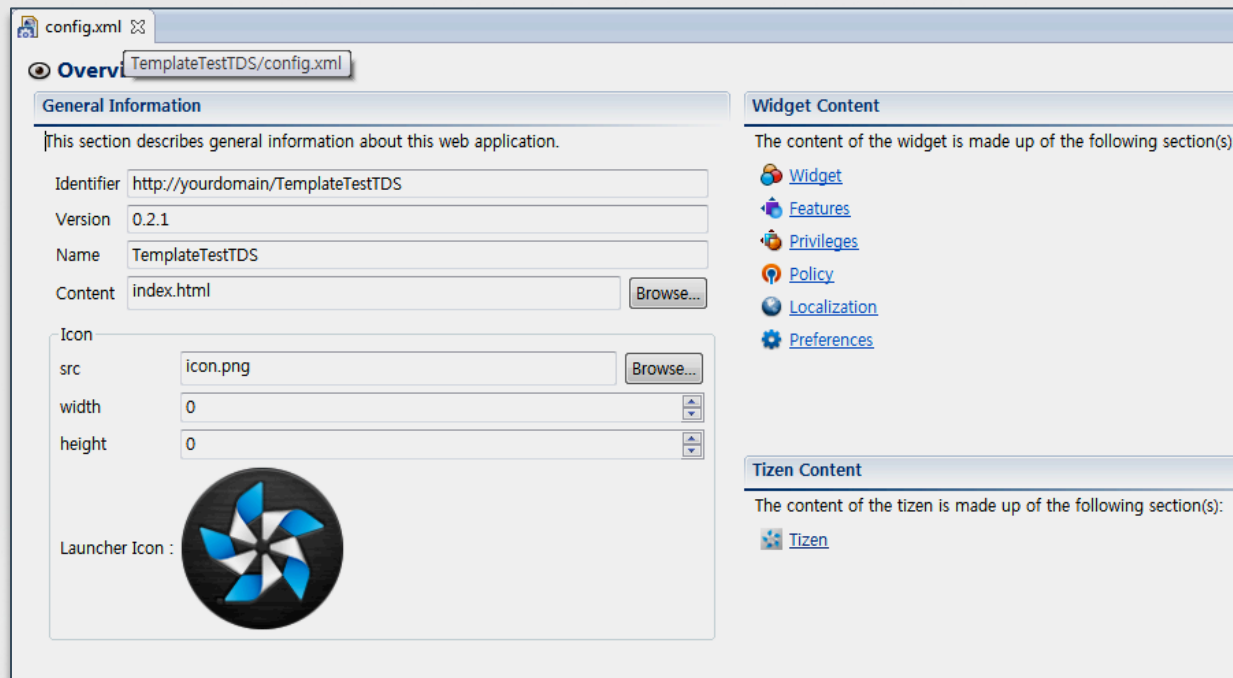 config.xml
Overvi
TemplateTestTDS/config.xml
General Information
This section describes general information about this web application.
Identifier http://yourdomain/TemplateTestTDS
Version 0.2.1
Name TemplateTestTDS
Content index.html Browse...
Icon
src icon.png Browse...
width 0
height 0
Launcher Icon :
Widget Content
The content of the widget is made up of the following section(s)
Widget
Features
Privileges
Policy
Localization
Preferences
Tizen Content
The content of the tizen is made up of the following section(s):
Tizen